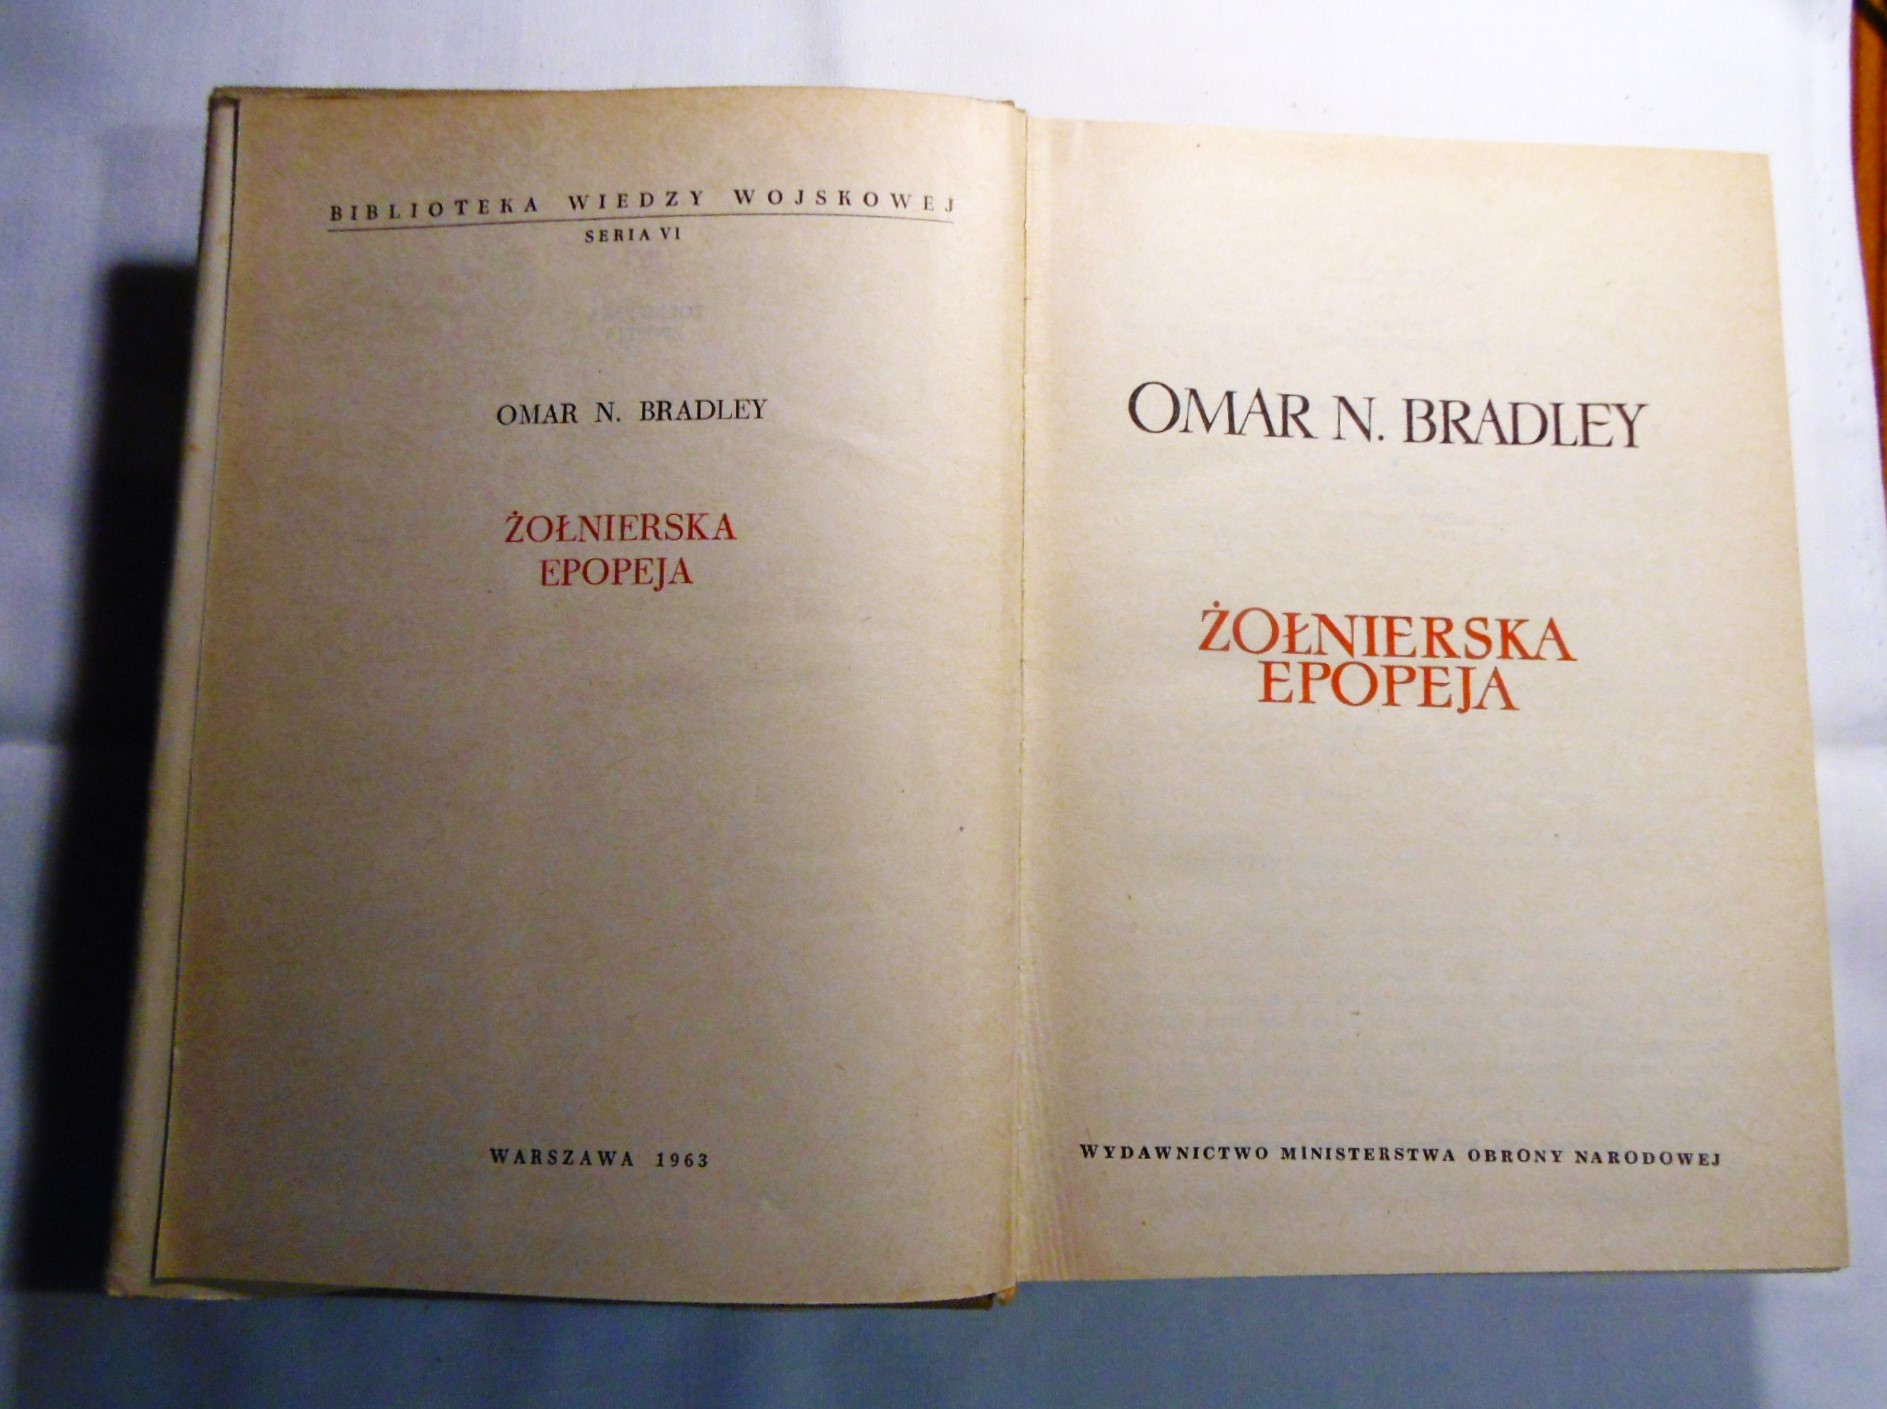 BIBLIOTEKA WIEDZY WOJSKOWEJ
SERIA VI
OMAR N. BRADLEY
ŻOŁNIERSKA
EPOPEJA
WARSZAWA 1963
OMAR N. BRADLEY
ŻOŁNIERSKA
EPOPEJA
WYDAWNICTWO MINISTERSTWA OBRONY NARODOWEJ